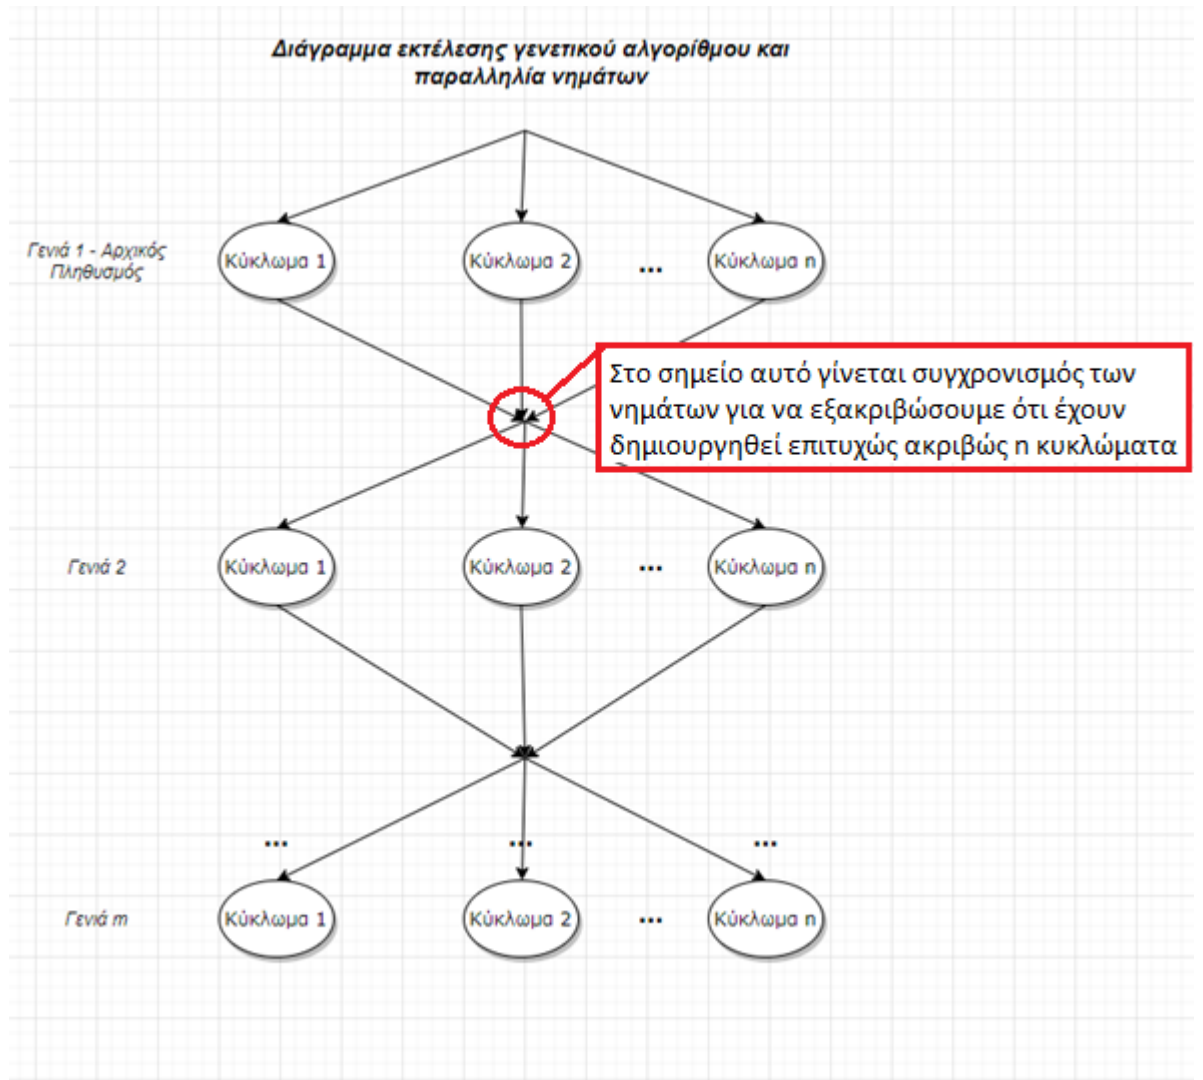 Διάγραμμα εκτέλεσης γενετικού αλγορίθμου και
παραλληλία νημάτων
Γενιά 1 - Αρχικός
Πληθυσμός
Κύκλωμα 1
Κύκλωμα 2
...
Κύκλωμα n
Στο σημείο αυτό γίνεται συγχρονισμός των
νημάτων για να εξακριβώσουμε ότι έχουν
δημιουργηθεί επιτυχώς ακριβώς n κυκλώματα
Γενιά 2
Κύκλωμα 1
Κύκλωμα 2
...
Κύκλωμα n
... ... ...
Γενιά m
Κύκλωμα 1
Κύκλωμα 2
...
Κύκλωμα n